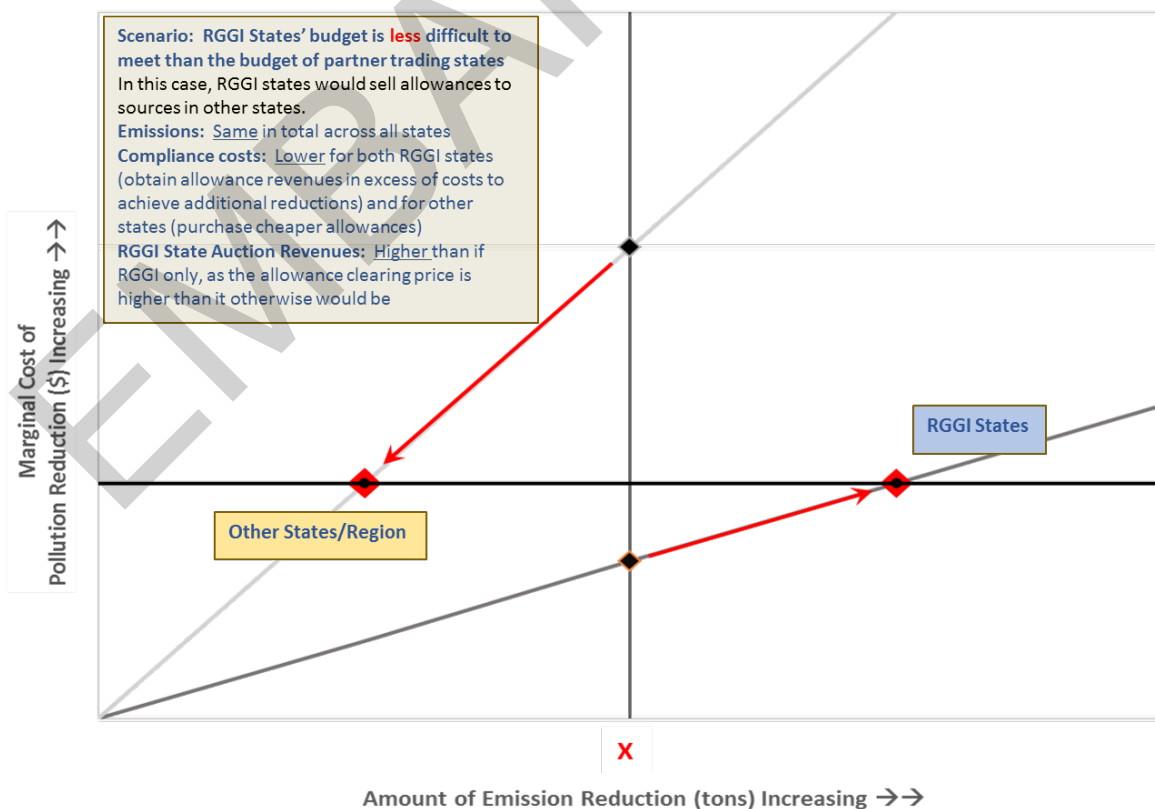 Scenario: RGGI States' budget is less difficult to
meet than the budget of partner trading states
In this case, RGGI states would sell allowances to
sources in other states.
Emissions: Same in total across all states
Compliance costs: Lower for both RGGI states
(obtain allowance revenues in excess of costs to
achieve additional reductions) and for other
states (purchase cheaper allowances)
RGGI State Auction Revenues: Higher than if
RGGI only, as the allowance clearing price is
higher than it otherwise would be
Marginal Cost of
Pollution Reduction ($) Increasing →→
RGGI States
Other States/Region
X
Amount of Emission Reduction (tons) Increasing →→